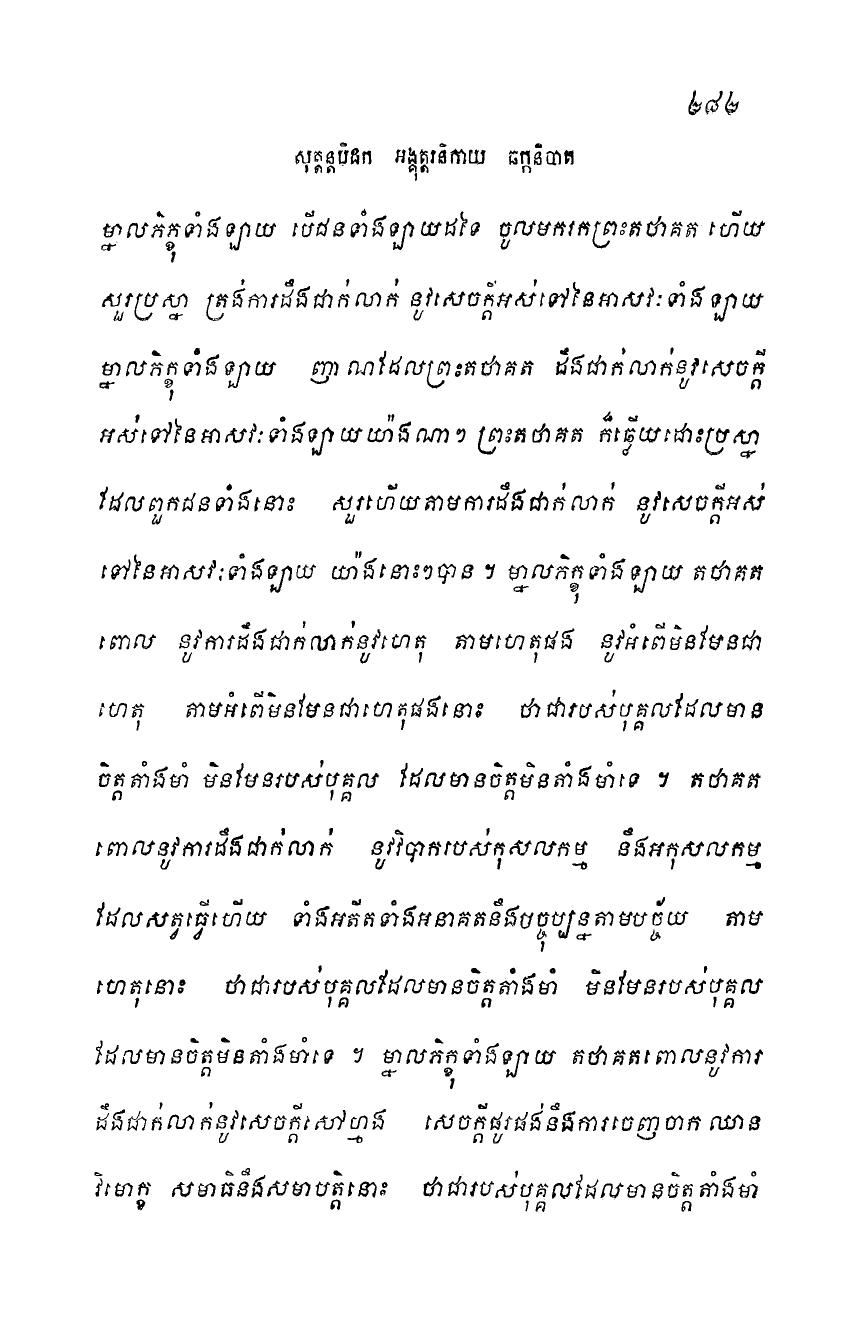 ២៨២
សុត្តន្តបិដក អង្គុត្តរនិកាយ ឆក្កនិបាត
ម្នាលភិក្ខុទាំងឡាយ បើជនទាំងឡាយដទៃ ចូលមករកព្រះតថាគត ហើយ
សួរប្រស្នា ត្រង់ការដឹងជាក់លាក់ នូវសេចក្តីអស់ទៅនៃអាសវៈទាំងឡាយ
ម្នាលភិក្ខុទាំងឡាយ ញាណដែលព្រះតថាគត ដឹងជាក់លាក់នូវសេចក្តី
អស់ទៅនៃអាសវៈទាំងឡាយយ៉ាងណាៗ ព្រះតថាគត ក៏ឆ្លើយដោះប្រស្នា
ដែលពួកជនទាំងនោះ សួរហើយតាមការដឹងជាក់លាក់ នូវសេចក្តីអស់
ទៅនៃអាសវៈទាំងឡាយ យ៉ាងនោះៗបាន ។ ម្នាលភិក្ខុទាំងឡាយ តថាគត
ពោល នូវការដឹងជាក់លាក់នូវហេតុ តាមហេតុផង នូវអំពើមិនមែនជា
ហេតុ តាមអំពើមិនមែនជាហេតុផងនោះ ថាជារបស់បុគ្គលដែលមាន
ចិត្តតាំងមាំ មិនមែនរបស់បុគ្គល ដែលមានចិត្តមិនតាំងមាំទេ ។ តថាគត
ពោលនូវការដឹងជាក់លាក់ នូវវិបាករបស់កុសលកម្ម នឹងអកុសលកម្ម
ដែលសត្វធ្វើហើយ ទាំងអតីតទាំងអនាគតនឹងបច្ចុប្បន្នតាមបច្ច័យ តាម
ហេតុនោះ ថាជារបស់បុគ្គលដែលមានចិត្តតាំងមាំ មិនមែនរបស់បុគ្គល
ដែលមានចិត្តមិនតាំងមាំទេ ។ ម្នាលភិក្ខុទាំងឡាយ តថាគតពោលនូវការ
ដឹងជាក់លាក់នូវសេចក្តីសៅហ្មង សេចក្តីផូរផង់នឹងការចេញចាក ឈាន
វិមោក្ខ សមាធិនឹងសមាបត្តិនោះ ថាជារបស់បុគ្គលដែលមានចិត្តតាំងមាំ